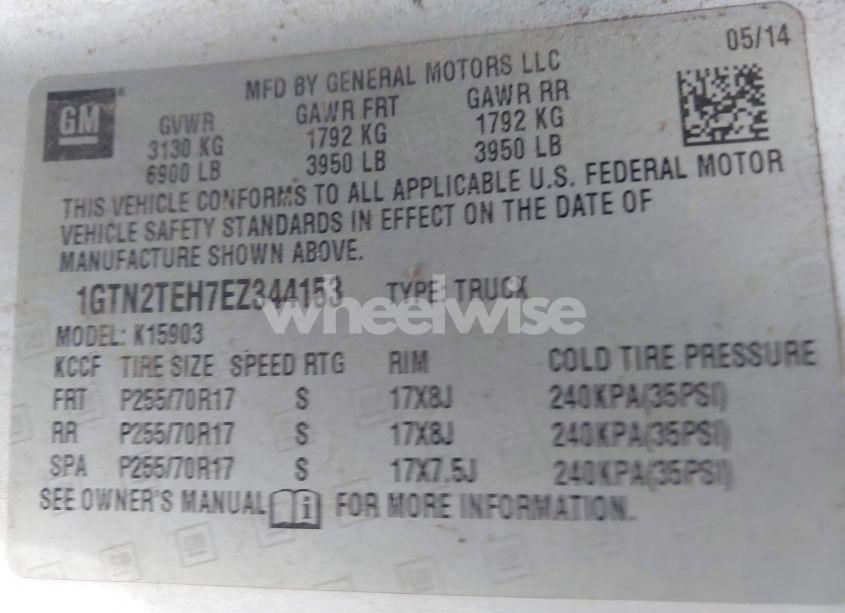 05/14
MFD BY GENERAL MOTORS LLC
GM
GVWR GAWR FRT GAWR RR
3130 KG 1792 KG 1792 KG
6900 LB 3950 LB 3950 LB
THIS VEHICLE CONFORMS TO ALL APPLICABLE U.S. FEDERAL MOTOR
VEHICLE SAFETY STANDARDS IN EFFECT ON THE DATE OF
MANUFACTURE SHOWN ABOVE.
1GTN2TEH7EZ344153 TYPE: TRUCK
wheelwise
MODEL: K15903
KCCF TIRE SIZE SPEED RTG RIM COLD TIRE PRESSURE
FRT P255/70R17 S 17X8J 240KPA(35PSI)
RR P255/70R17 S 17X8J 240KPA(35PSI)
SPA P255/70R17 S 17X7.5J 240KPA(35PSI)
SEE OWNER'S MANUAL i FOR MORE INFORMATION.